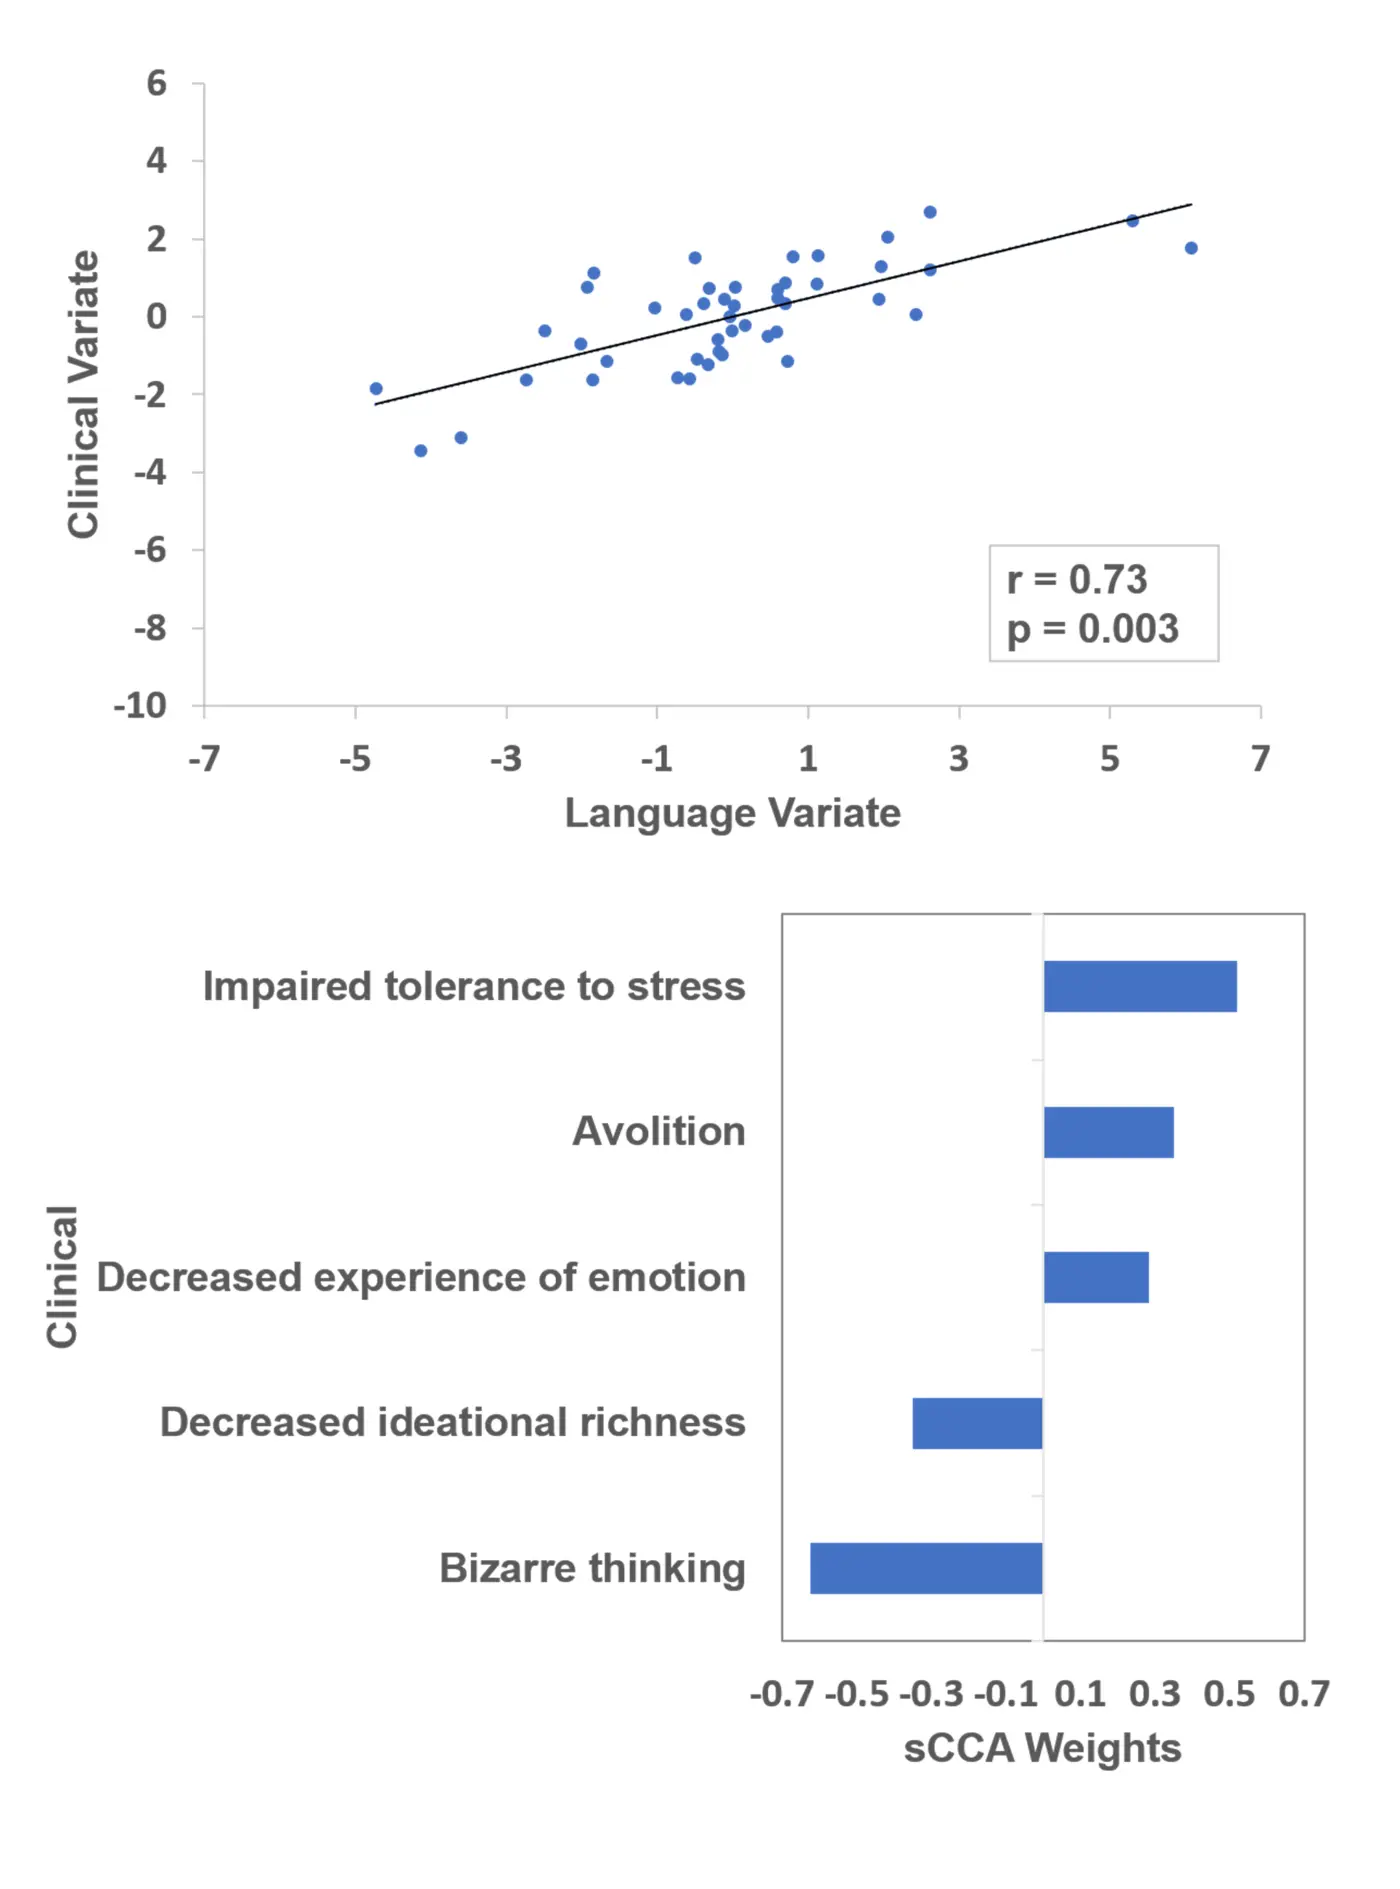 6
4
2
0
-2
-4
-6
-8
-10
Clinical Variate
r = 0.73
p = 0.003
-7 -5 -3 -1 1 3 5 7
Language Variate
Impaired tolerance to stress
Avolition
Decreased experience of emotion
Decreased ideational richness
Bizarre thinking
Clinical
-0.7 -0.5 -0.3 -0.1 0.1 0.3 0.5 0.7
sCCA Weights